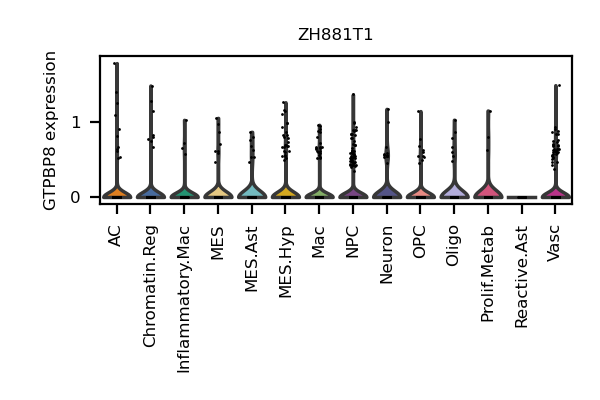 ZH881T1
GTPBP8 expression
1
0
AC
Chromatin.Reg
Inflammatory.Mac
MES
MES.Ast
MES.Hyp
Mac
NPC
Neuron
OPC
Oligo
Prolif.Metab
Reactive.Ast
Vasc